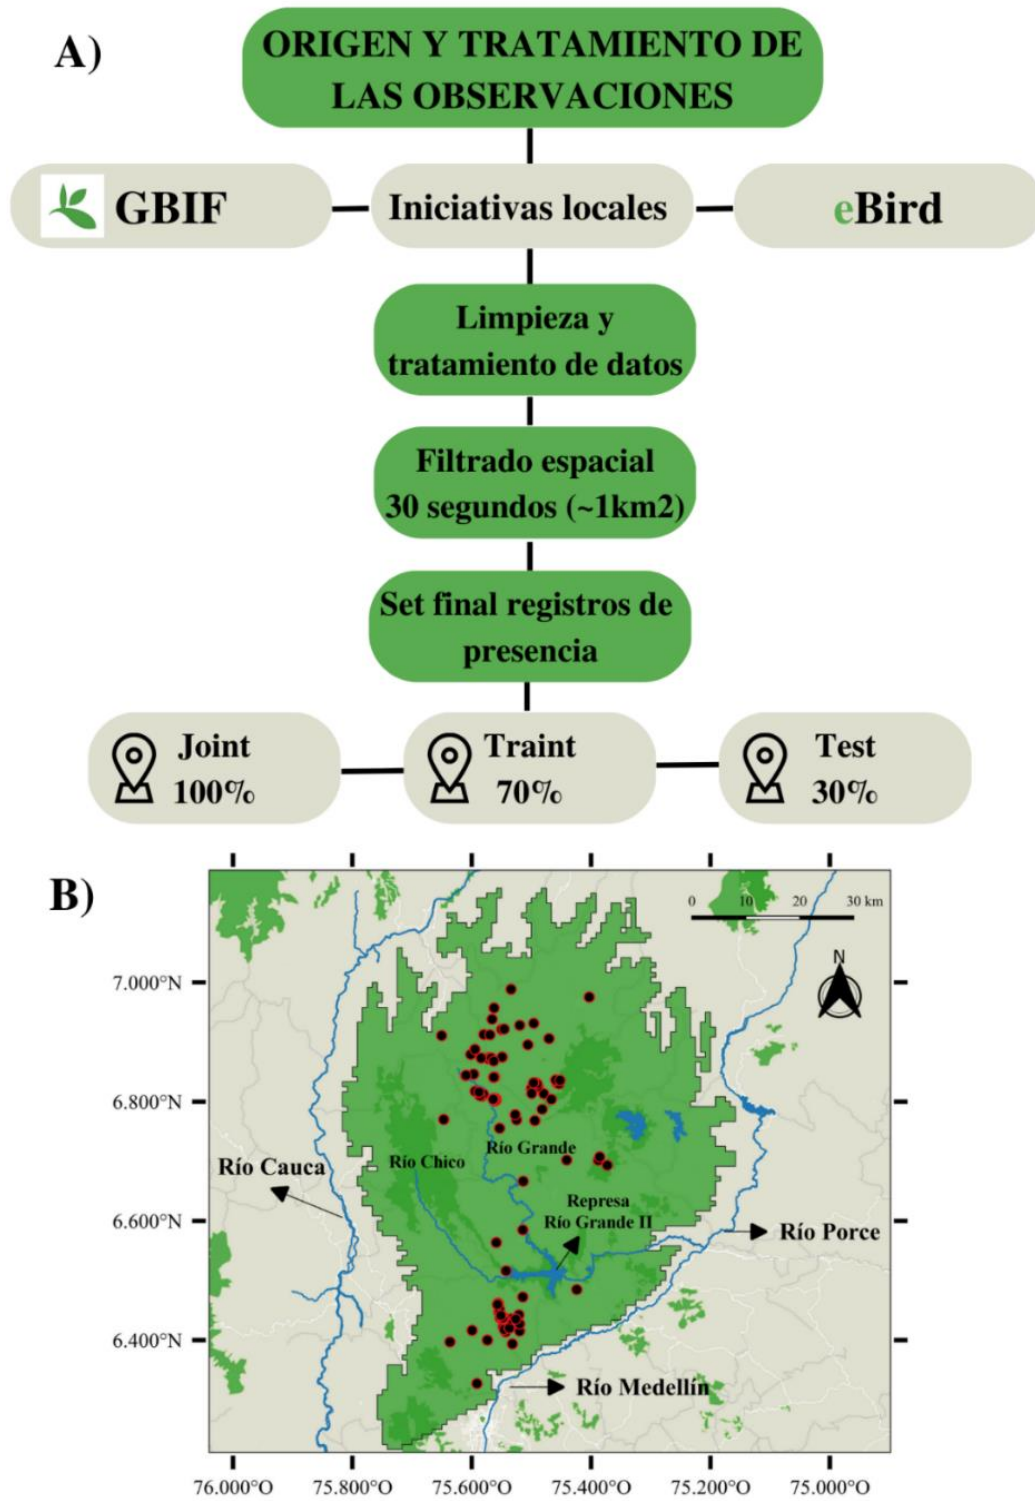 A)
ORIGEN Y TRATAMIENTO DE
LAS OBSERVACIONES
GBIF
Iniciativas locales
eBird
Limpieza y
tratamiento de datos
Filtrado espacial
30 segundos (~1km2)
Set final registros de
presencia
Joint
100%
Traint
70%
Test
30%
B)
0 10 20 30 km
N
7.000°N
6.800°N
6.600°N
6.400°N
Río Grande
Río Chico
Río Cauca
Represa
Río Grande II
Río Porce
Río Medellín
76.000°O 75.800°O 75.600°O 75.400°O 75.200°O 75.000°O